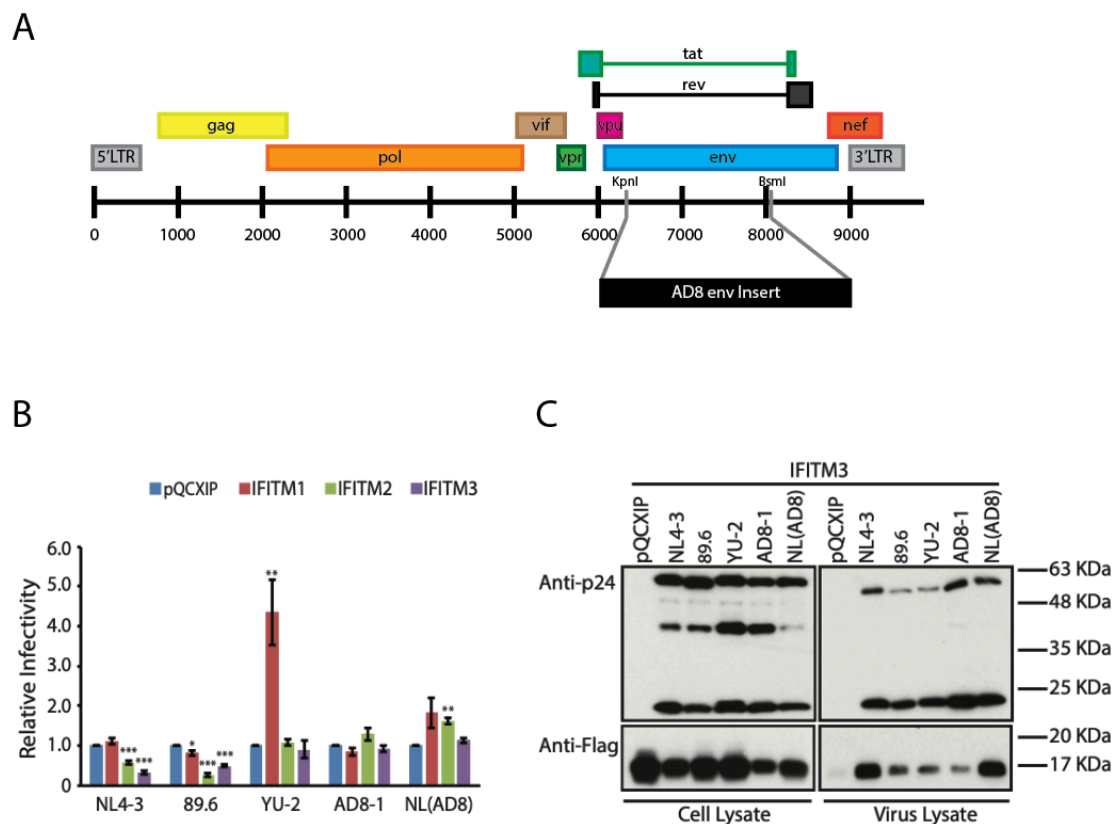 A
tat
rev
gag
vif
vpu
nef
5'LTR
pol
vpr
env
3'LTR
KpnI
BsmI
0 1000 2000 3000 4000 5000 6000 7000 8000 9000
AD8 env Insert
B
pQCXIP IFITM1 IFITM2 IFITM3
Relative Infectivity
6.0
5.0
4.0
3.0
2.0
1.0
0
***
***
*
***
***
**
**
NL4-3 89.6 YU-2 AD8-1 NL(AD8)
C
IFITM3
pQCXIP NL4-3 89.6 YU-2 AD8-1 NL(AD8) pQCXIP NL4-3 89.6 YU-2 AD8-1 NL(AD8)
Anti-p24
63 KDa
48 KDa
35 KDa
25 KDa
Anti-Flag
20 KDa
17 KDa
Cell Lysate Virus Lysate